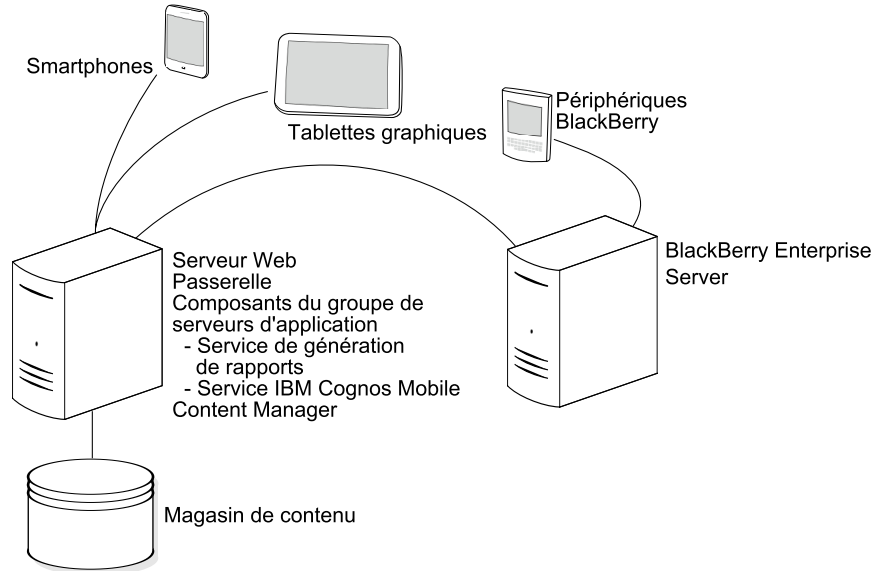 Smartphones
Tablettes graphiques
Périphériques
BlackBerry
Serveur Web
Passerelle
Composants du groupe de
serveurs d'application
- Service de génération
de rapports
- Service IBM Cognos Mobile
Content Manager
BlackBerry Enterprise
Server
Magasin de contenu